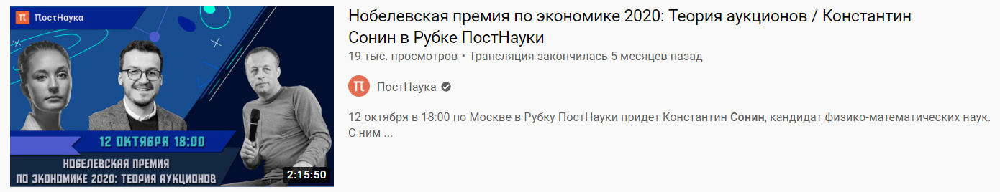 ПостНаука
12 ОКТЯБРЯ 18:00
НОБЕЛЕВСКАЯ ПРЕМИЯ
ПО ЭКОНОМИКЕ 2020: ТЕОРИЯ АУКЦИОНОВ
2:15:50
Нобелевская премия по экономике 2020: Теория аукционов / Константин
Сонин в Рубке ПостНауки
19 тыс. просмотров • Трансляция закончилась 5 месяцев назад
ПостНаука
12 октября в 18:00 по Москве в Рубку ПостНауки придет Константин Сонин, кандидат физико-математических наук.
С ним ...